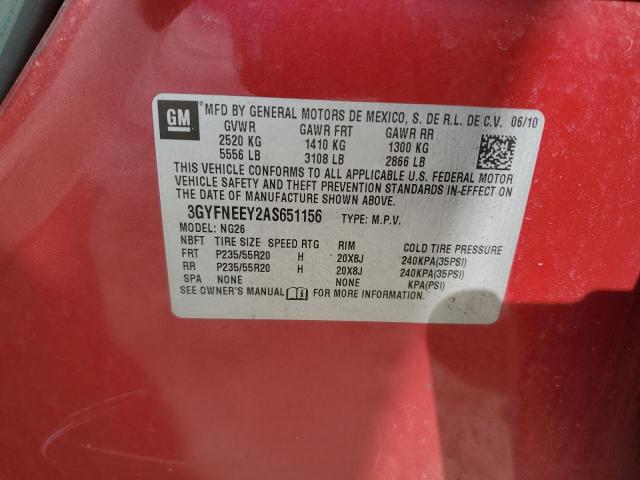 GM ® MFD BY GENERAL MOTORS DE MEXICO, S. DE R.L. DE C.V. 06/10
GVWR GAWR FRT GAWR RR
2520 KG 1410 KG 1300 KG
5556 LB 3108 LB 2866 LB
THIS VEHICLE CONFORMS TO ALL APPLICABLE U.S. FEDERAL MOTOR
VEHICLE SAFETY AND THEFT PREVENTION STANDARDS IN EFFECT ON
THE DATE OF MANUFACTURE SHOWN ABOVE.
3GYFNEEY2AS651156 TYPE: M.P.V.
MODEL: NG26
NBFT TIRE SIZE SPEED RTG RIM COLD TIRE PRESSURE
FRT P235/55R20 H 20X8J 240KPA(35PSI)
RR P235/55R20 H 20X8J 240KPA(35PSI)
SPA NONE NONE KPA(PSI)
SEE OWNER'S MANUAL FOR MORE INFORMATION.